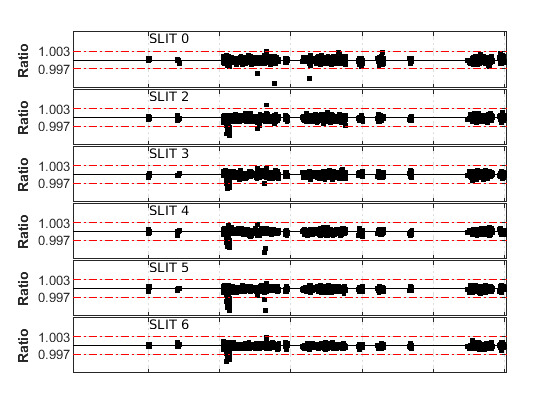 SLIT 0
Ratio
1.003
0.997
SLIT 2
Ratio
1.003
0.997
SLIT 3
Ratio
1.003
0.997
SLIT 4
Ratio
1.003
0.997
SLIT 5
Ratio
1.003
0.997
SLIT 6
Ratio
1.003
0.997